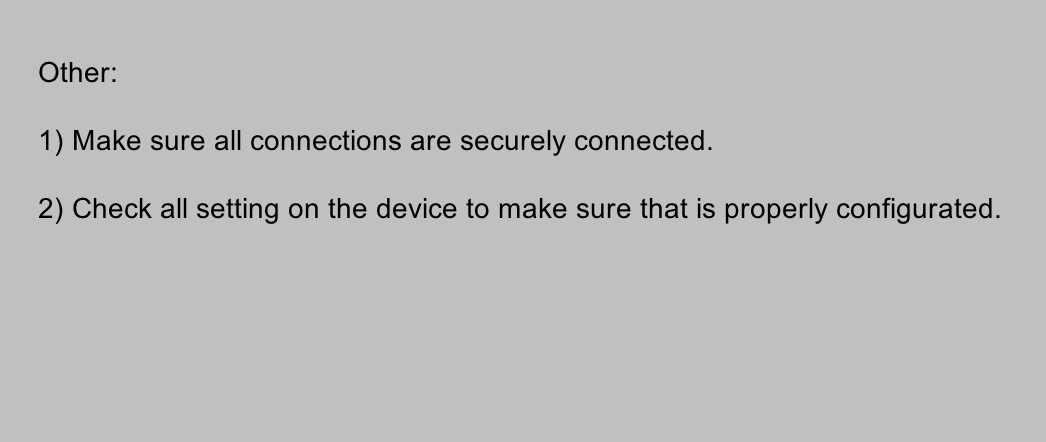 Other:
1) Make sure all connections are securely connected.
2) Check all setting on the device to make sure that is properly configurated.